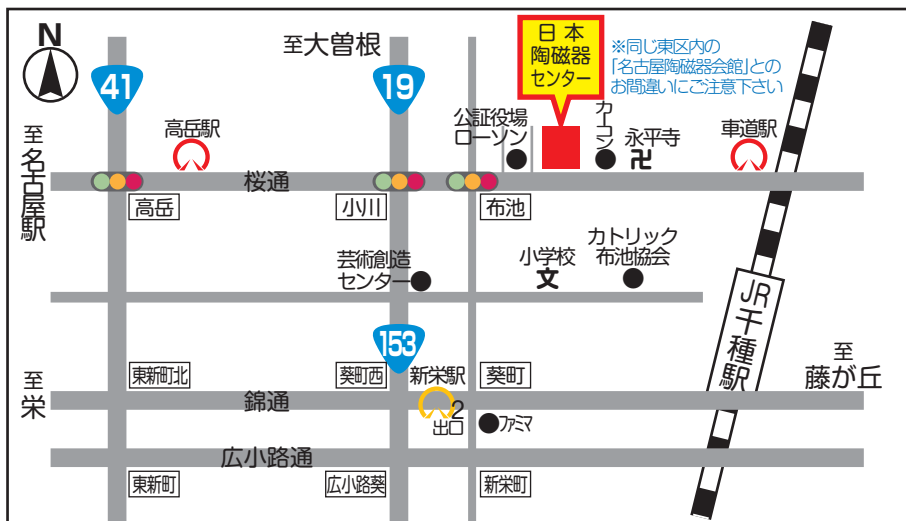 N
至大曽根
日本
陶磁器
センター
※同じ東区内の
「名古屋陶磁器会館」との
お間違いにご注意下さい
41
19
高岳駅
公証役場
ローソン
カーコン
永平寺
車道駅
至名古屋駅
桜通
高岳
小川
布池
芸術創造
センター
小学校
文
カトリック
布池協会
JR千種駅
153
東新町北
葵町西
新栄駅
葵町
至藤が丘
至栄
錦通
2
出口
ファミマ
広小路通
東新町
広小路葵
新栄町